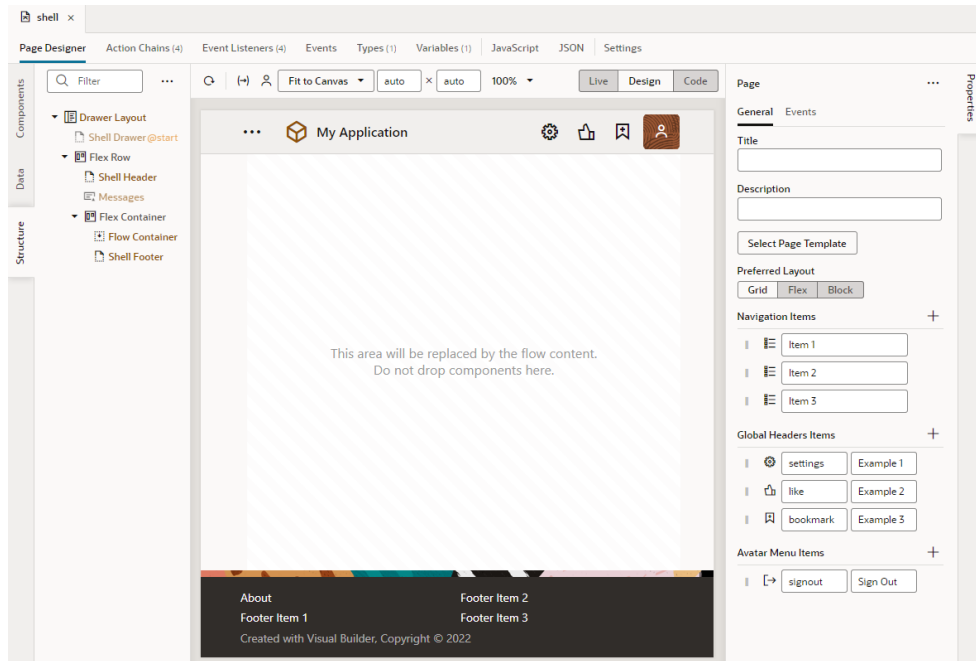 shell ×
Page Designer Action Chains (4) Event Listeners (4) Events Types (1) Variables (1) JavaScript JSON Settings
Components
Data
Structure
Filter ...
Drawer Layout
Shell Drawer @start
Flex Row
Shell Header
Messages
Flex Container
Flow Container
Shell Footer
Fit to Canvas auto × auto 100% Live Design Code
... My Application
This area will be replaced by the flow content.
Do not drop components here.
About Footer Item 2
Footer Item 1 Footer Item 3
Created with Visual Builder, Copyright © 2022
Page ...
General Events
Title
Description
Select Page Template
Preferred Layout
Grid Flex Block
Navigation Items +
Item 1
Item 2
Item 3
Global Headers Items +
settings Example 1
like Example 2
bookmark Example 3
Avatar Menu Items +
signout Sign Out
Properties